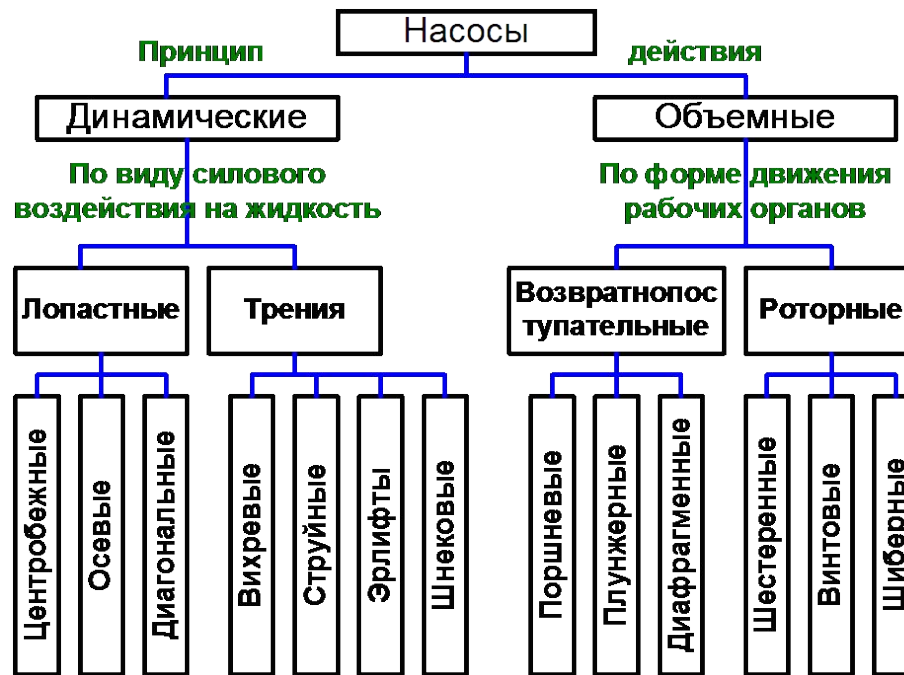 Насосы
Принцип действия
Динамические
Объемные
По виду силового
воздействия на жидкость
По форме движения
рабочих органов
Лопастные
Трения
Возвратнопос
тупательные
Роторные
Центробежные
Осевые
Диагональные
Вихревые
Струйные
Эрлифты
Шнековые
Поршневые
Плунжерные
Диафрагменные
Шестеренные
Винтовые
Шиберные